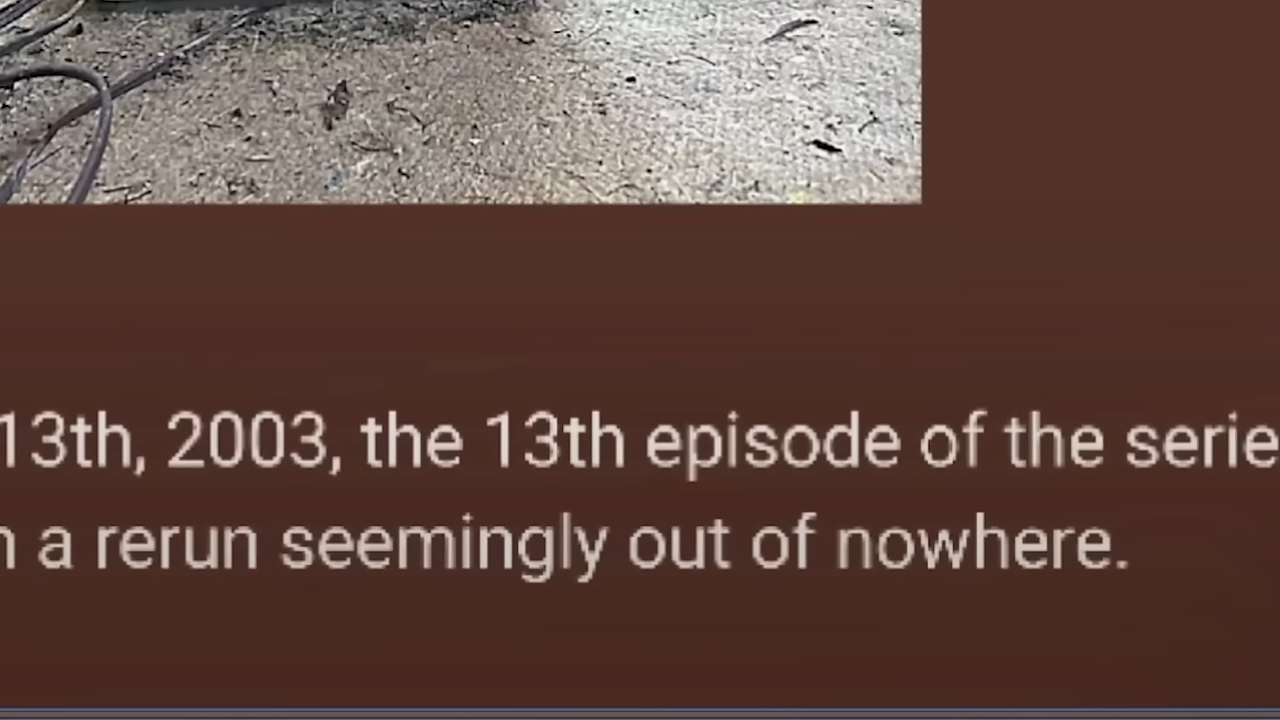 13th, 2003, the 13th episode of the serie
a rerun seemingly out of nowhere.